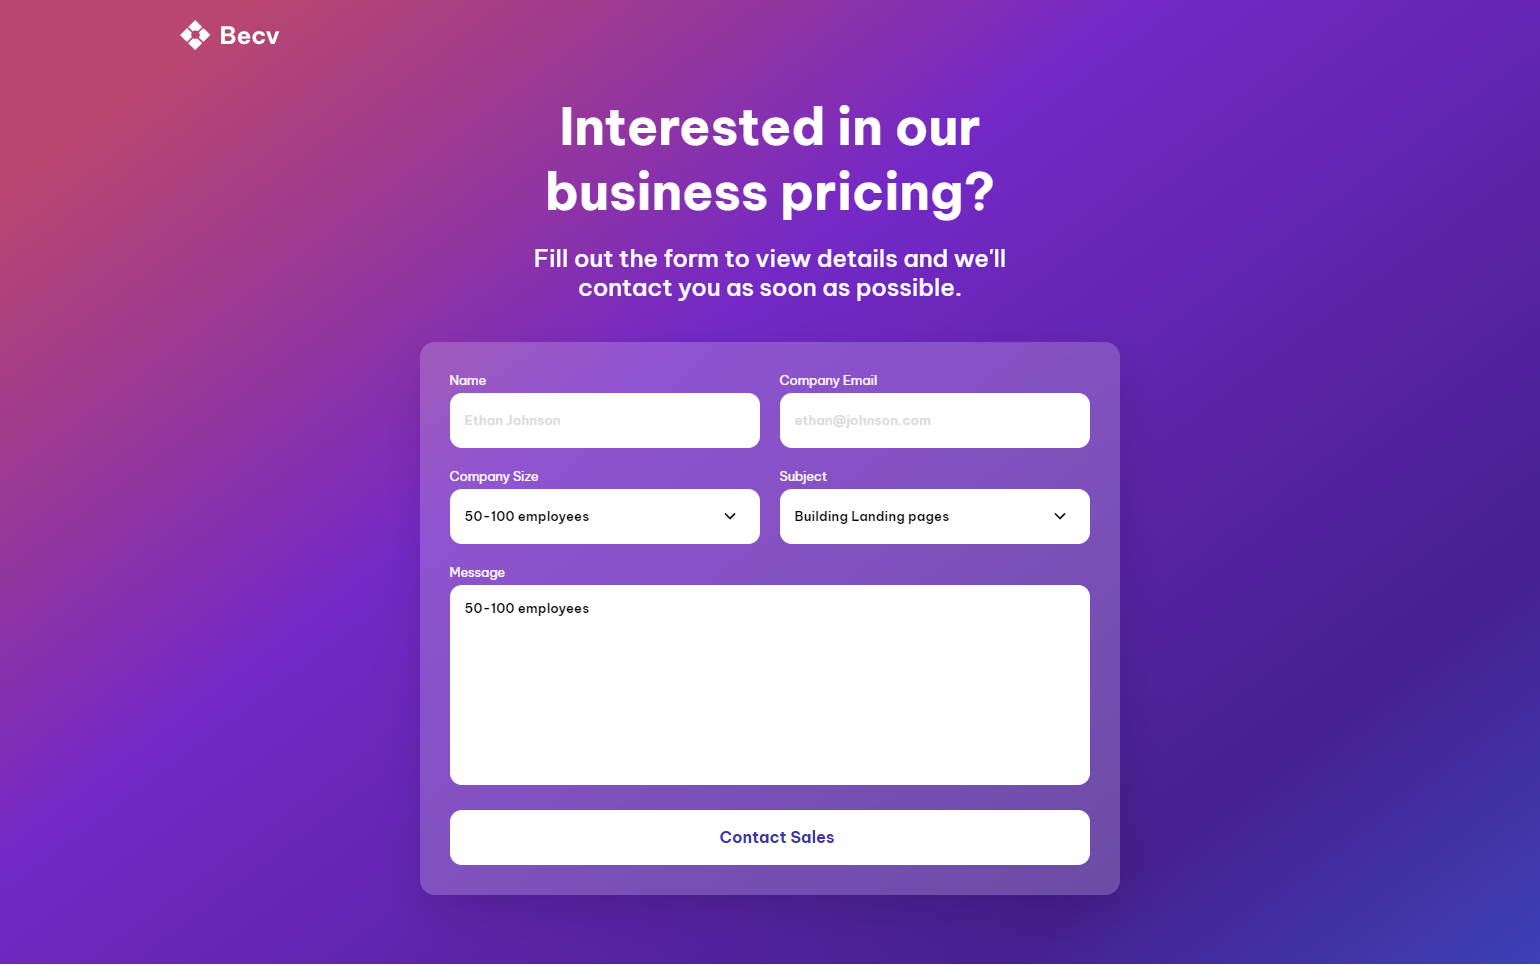 Becv
Interested in our
business pricing?
Fill out the form to view details and we'll
contact you as soon as possible.
Name
Company Email
Ethan Johnson
ethan@johnson.com
Company Size
Subject
50-100 employees
Building Landing pages
Message
50-100 employees
Contact Sales